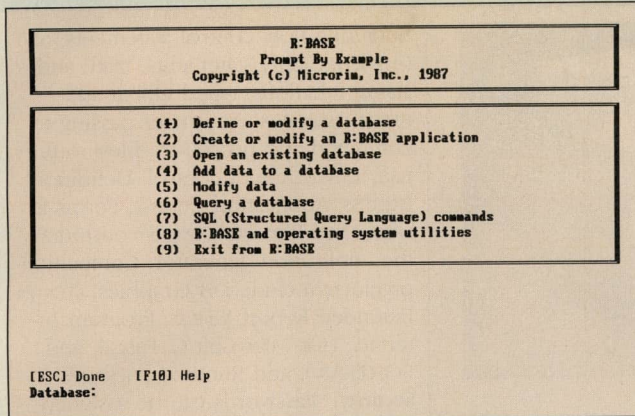 R:BASE
Prompt By Example
Copyright (c) Microrim, Inc., 1987
(1) Define or modify a database
(2) Create or modify an R:BASE application
(3) Open an existing database
(4) Add data to a database
(5) Modify data
(6) Query a database
(7) SQL (Structured Query Language) commands
(8) R:BASE and operating system utilities
(9) Exit from R:BASE
[ESC] Done [F10] Help
Database: